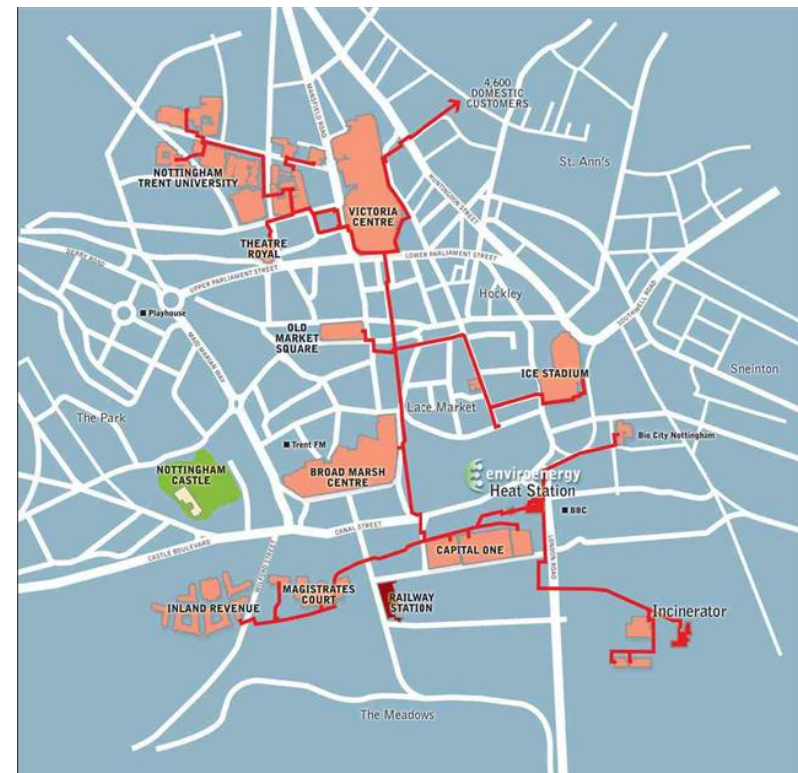 4,600
DOMESTIC
CUSTOMERS
MANSFIELD ROAD
St. Ann's
NOTTINGHAM
TRENT UNIVERSITY
HUNTINGDON STREET
VICTORIA
CENTRE
THEATRE
ROYAL
DERBY ROAD
LOWER PARLIAMENT STREET
UPPER PARLIAMENT STREET
Hockley
SOUTHWELL ROAD
Playhouse
OLD
MARKET
SQUARE
MAID MARIAN WAY
ICE STADIUM
Sneinton
The Park
Lace Market
Trent FM
Bio City Nottingham
NOTTINGHAM
CASTLE
BROAD MARSH
CENTRE
enviroenergy
Heat Station
BBC
CANAL STREET
CASTLE BOULEVARD
CAPITAL ONE
LONDON ROAD
WILFORD STREET
MAGISTRATES
COURT
INLAND REVENUE
RAILWAY
STATION
Incinerator
The Meadows